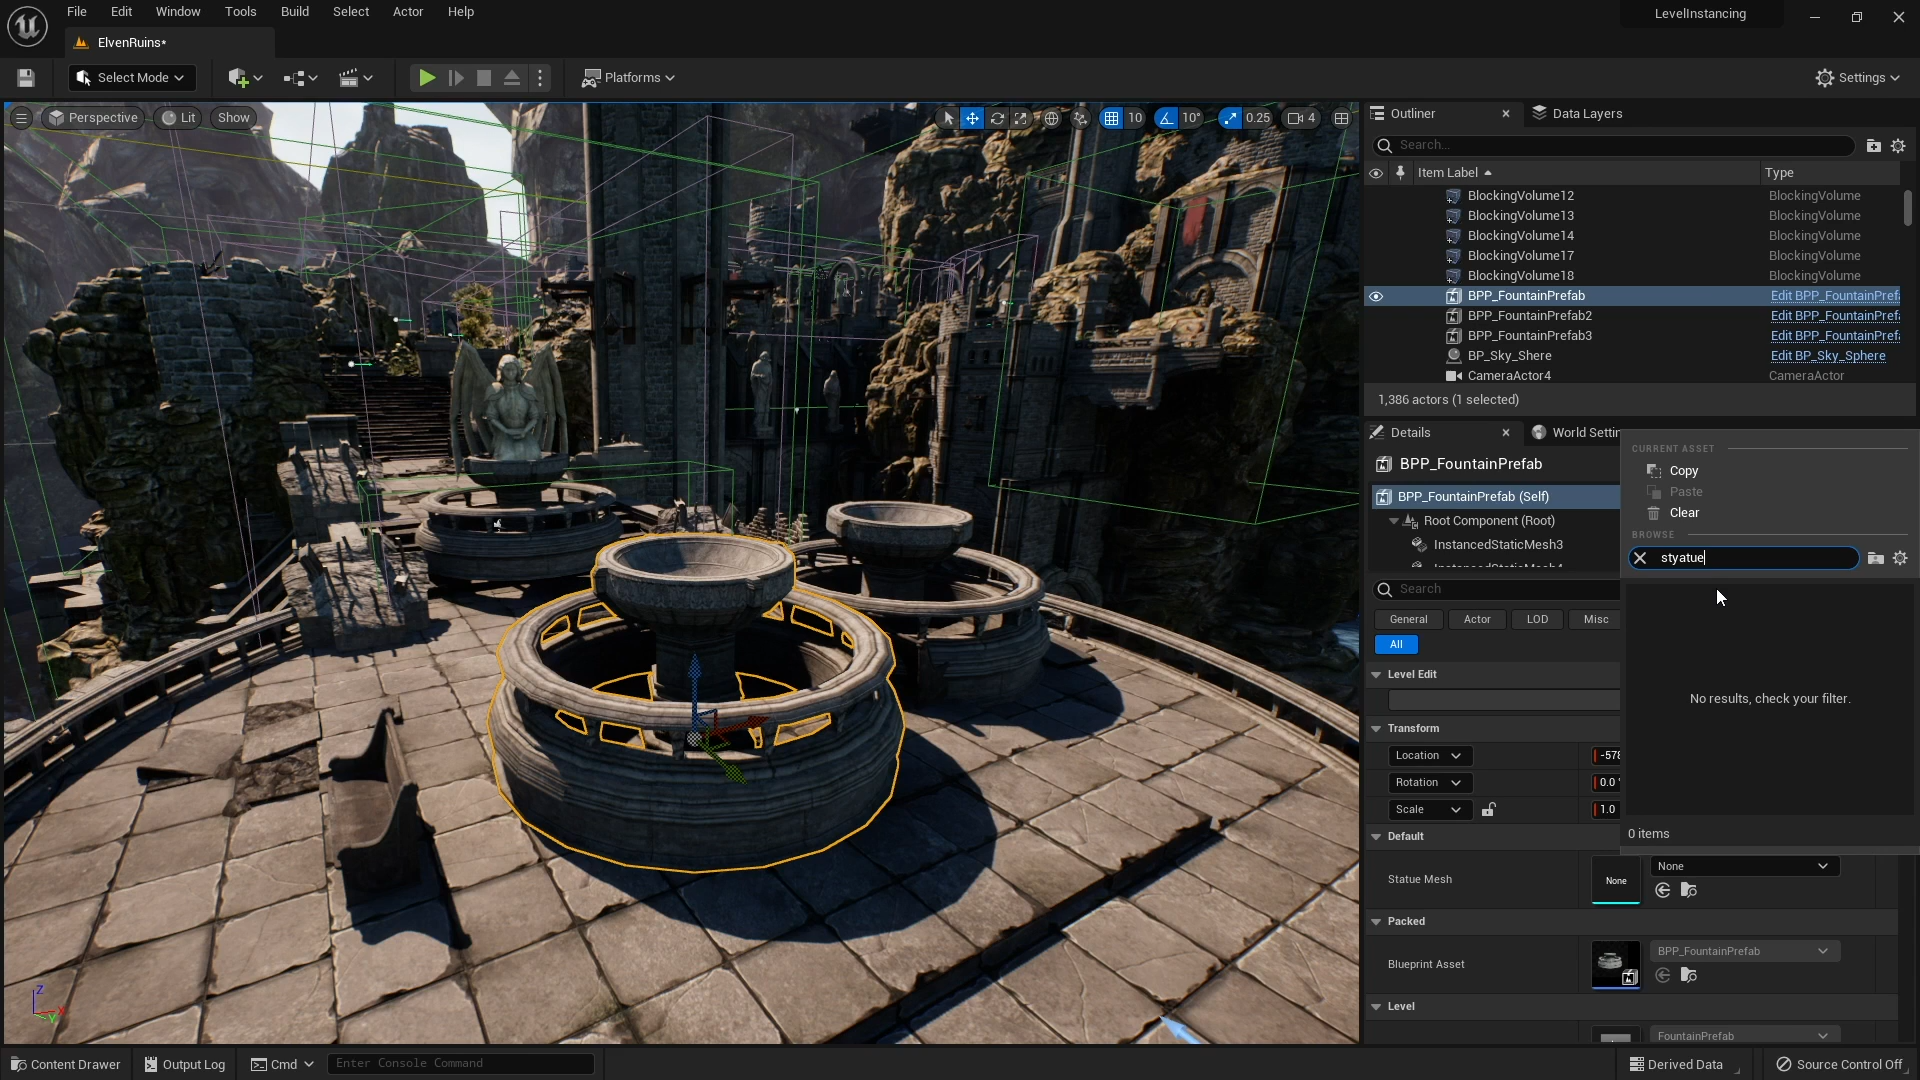 File Edit Window Tools Build Select Actor Help
LevelInstancing
ElvenRuins*
Select Mode
Platforms
Settings
Perspective Lit Show
10 10° 0.25 4
Outliner
Data Layers
Search...
Item Label Type
BlockingVolume12 BlockingVolume
BlockingVolume13 BlockingVolume
BlockingVolume14 BlockingVolume
BlockingVolume17 BlockingVolume
BlockingVolume18 BlockingVolume
BPP_FountainPrefab Edit BPP_FountainPrefa
BPP_FountainPrefab2 Edit BPP_FountainPrefa
BPP_FountainPrefab3 Edit BPP_FountainPrefa
BP_Sky_Shere Edit BP_Sky_Sphere
CameraActor4 CameraActor
1,386 actors (1 selected)
Details
World Settin
BPP_FountainPrefab
BPP_FountainPrefab (Self)
Root Component (Root)
InstancedStaticMesh3
InstancedStaticMesh4
Search
General Actor LOD Misc
All
Level Edit
Transform
Location -578
Rotation 0.0 °
Scale 1.0
Default
Statue Mesh
None
None
Packed
Blueprint Asset
BPP_FountainPrefab
Level
FountainPrefab
CURRENT ASSET
Copy
Paste
Clear
BROWSE
styatue
No results, check your filter.
0 items
Z
X
Y
Content Drawer
Output Log
Cmd
Enter Console Command
Derived Data
Source Control Off